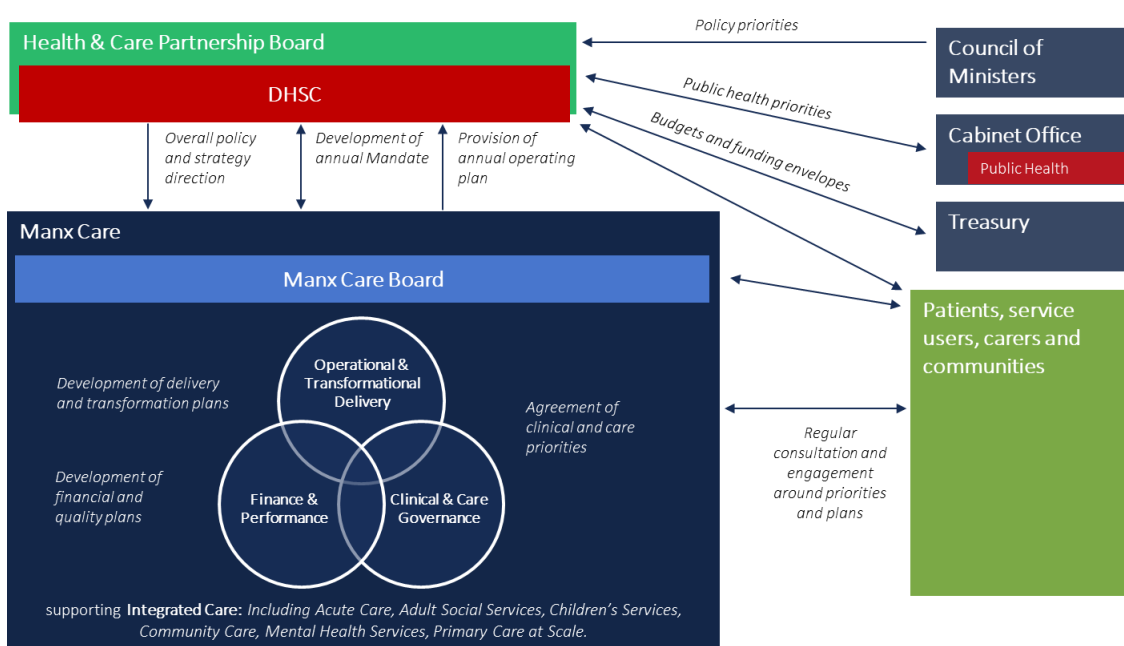 Health & Care Partnership Board
DHSC
Policy priorities
Council of
Ministers
Public health priorities
Cabinet Office
Public Health
Budgets and funding envelopes
Treasury
Overall policy
and strategy
direction
Development of
annual Mandate
Provision of
annual operating
plan
Manx Care
Manx Care Board
Patients, service
users, carers and
communities
Operational &
Transformational
Delivery
Development of delivery
and transformation plans
Agreement of
clinical and care
priorities
Development of
financial and
quality plans
Finance &
Performance
Clinical & Care
Governance
Regular
consultation and
engagement
around priorities
and plans
supporting Integrated Care: Including Acute Care, Adult Social Services, Children’s Services,
Community Care, Mental Health Services, Primary Care at Scale.